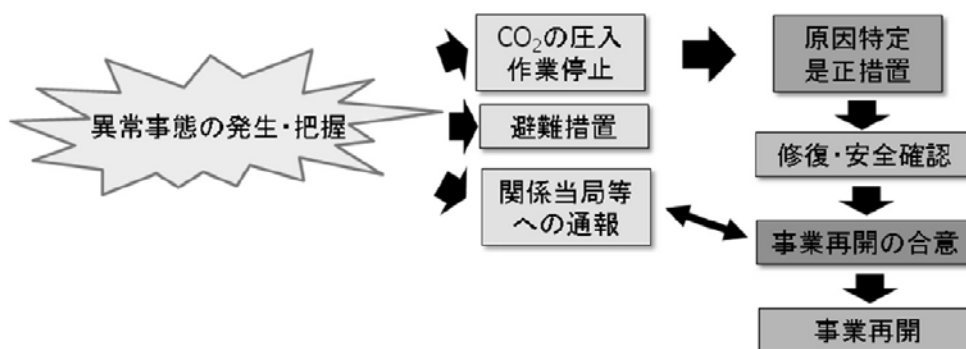 異常事態の発生・把握
CO₂の圧入
作業停止
避難措置
関係当局等
への通報
原因特定
是正措置
修復・安全確認
事業再開の合意
事業再開